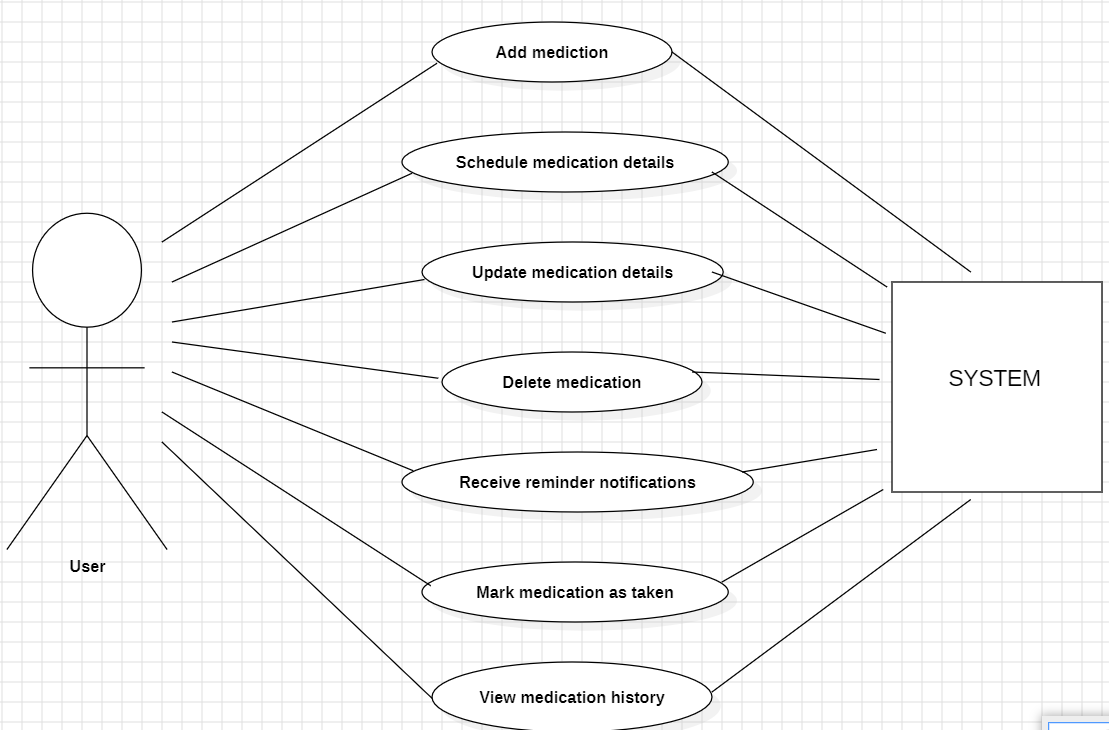 Add mediction
Schedule medication details
Update medication details
Delete medication
SYSTEM
Receive reminder notifications
User
Mark medication as taken
View medication history